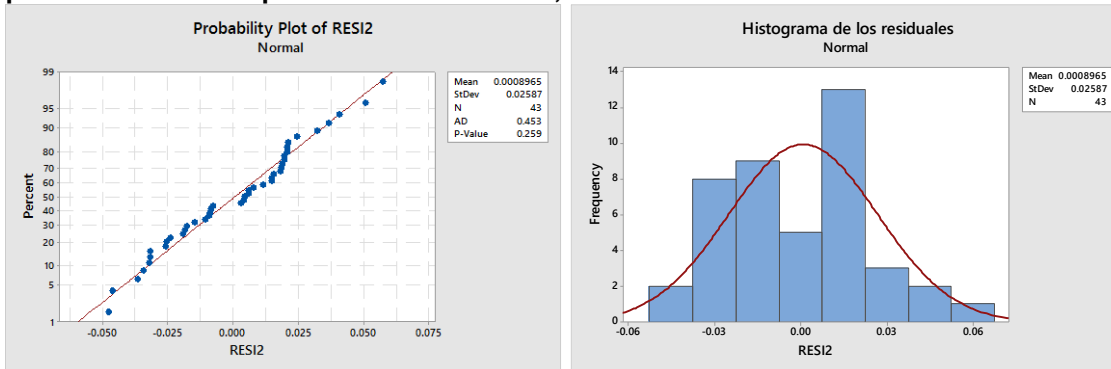 Probability Plot of RESI2
Normal
99
95
90
80
70
60
50
40
30
20
10
5
1
Percent
-0.050 -0.025 0.000 0.025 0.050 0.075
RESI2
Mean 0.0008965
StDev 0.02587
N 43
AD 0.453
P-Value 0.259
Histograma de los residuales
Normal
14
12
10
8
6
4
2
0
Frequency
-0.06 -0.03 0.00 0.03 0.06
RESI2
Mean 0.0008965
StDev 0.02587
N 43